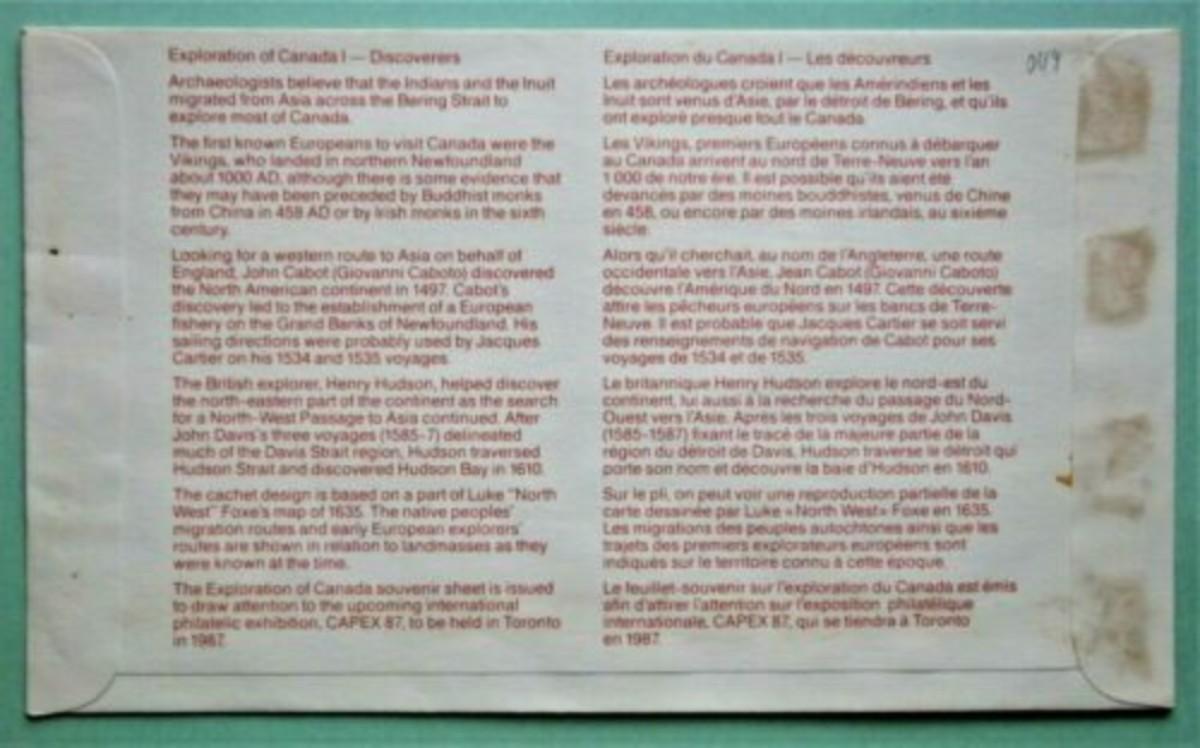 Exploration of Canada I — Discoverers
Archaeologists believe that the Indians and the Inuit
migrated from Asia across the Bering Strait to
explore most of Canada.
The first known Europeans to visit Canada were the
Vikings, who landed in northern Newfoundland
about 1000 AD, although there is some evidence that
they may have been preceded by Buddhist monks
from China in 458 AD or by Irish monks in the sixth
century.
Looking for a western route to Asia on behalf of
England, John Cabot (Giovanni Caboto) discovered
the North American continent in 1497. Cabot's
discovery led to the establishment of a European
fishery on the Grand Banks of Newfoundland. His
sailing directions were probably used by Jacques
Cartier on his 1534 and 1535 voyages.
The British explorer, Henry Hudson, helped discover
the north-eastern part of the continent as the search
for a North-West Passage to Asia continued. After
John Davis's three voyages (1585-7) delineated
much of the Davis Strait region, Hudson traversed
Hudson Strait and discovered Hudson Bay in 1610.
The cachet design is based on a part of Luke "North
West" Foxe's map of 1635. The native peoples'
migration routes and early European explorers'
routes are shown in relation to landmasses as they
were known at the time.
The Exploration of Canada souvenir sheet is issued
to draw attention to the upcoming international
philatelic exhibition, CAPEX 87, to be held in Toronto
in 1987.
Exploration du Canada I — Les découvreurs
Les archéologues croient que les Amérindiens et les
Inuit sont venus d'Asie, par le détroit de Béring, et qu'ils
ont exploré presque tout le Canada.
Les Vikings, premiers Européens connus à débarquer
au Canada arrivent au nord de Terre-Neuve vers l'an
1 000 de notre ère. Il est possible qu'ils aient été
devancés par des moines bouddhistes, venus de Chine
en 458, ou encore par des moines irlandais, au sixième
siècle.
Alors qu'il cherchait, au nom de l'Angleterre, une route
occidentale vers l'Asie, Jean Cabot (Giovanni Caboto)
découvre l'Amérique du Nord en 1497. Cette découverte
attire les pêcheurs européens sur les bancs de Terre-
Neuve. Il est probable que Jacques Cartier se soit servi
des renseignements de navigation de Cabot pour ses
voyages de 1534 et de 1535.
Le britannique Henry Hudson explore le nord-est du
continent, lui aussi à la recherche du passage du Nord-
Ouest vers l'Asie. Après les trois voyages de John Davis
(1585-1587) fixant le tracé de la majeure partie de la
région du détroit de Davis, Hudson traverse le détroit qui
porte son nom et découvre la baie d'Hudson en 1610.
Sur le pli, on peut voir une reproduction partielle de la
carte dessinée par Luke «North West» Foxe en 1635.
Les migrations des peuples autochtones ainsi que les
trajets des premiers explorateurs européens sont
indiqués sur le territoire connu à cette époque.
Le feuillet-souvenir sur l'exploration du Canada est émis
afin d'attirer l'attention sur l'exposition philatélique
internationale, CAPEX 87, qui se tiendra à Toronto
en 1987.